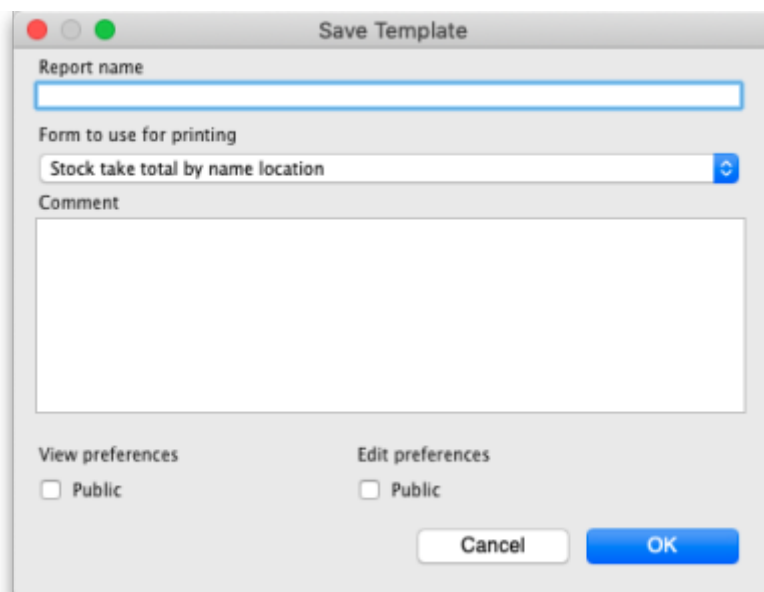 Save Template
Report name
Form to use for printing
Stock take total by name location
Comment
View preferences
Edit preferences
Public
Public
Cancel
OK